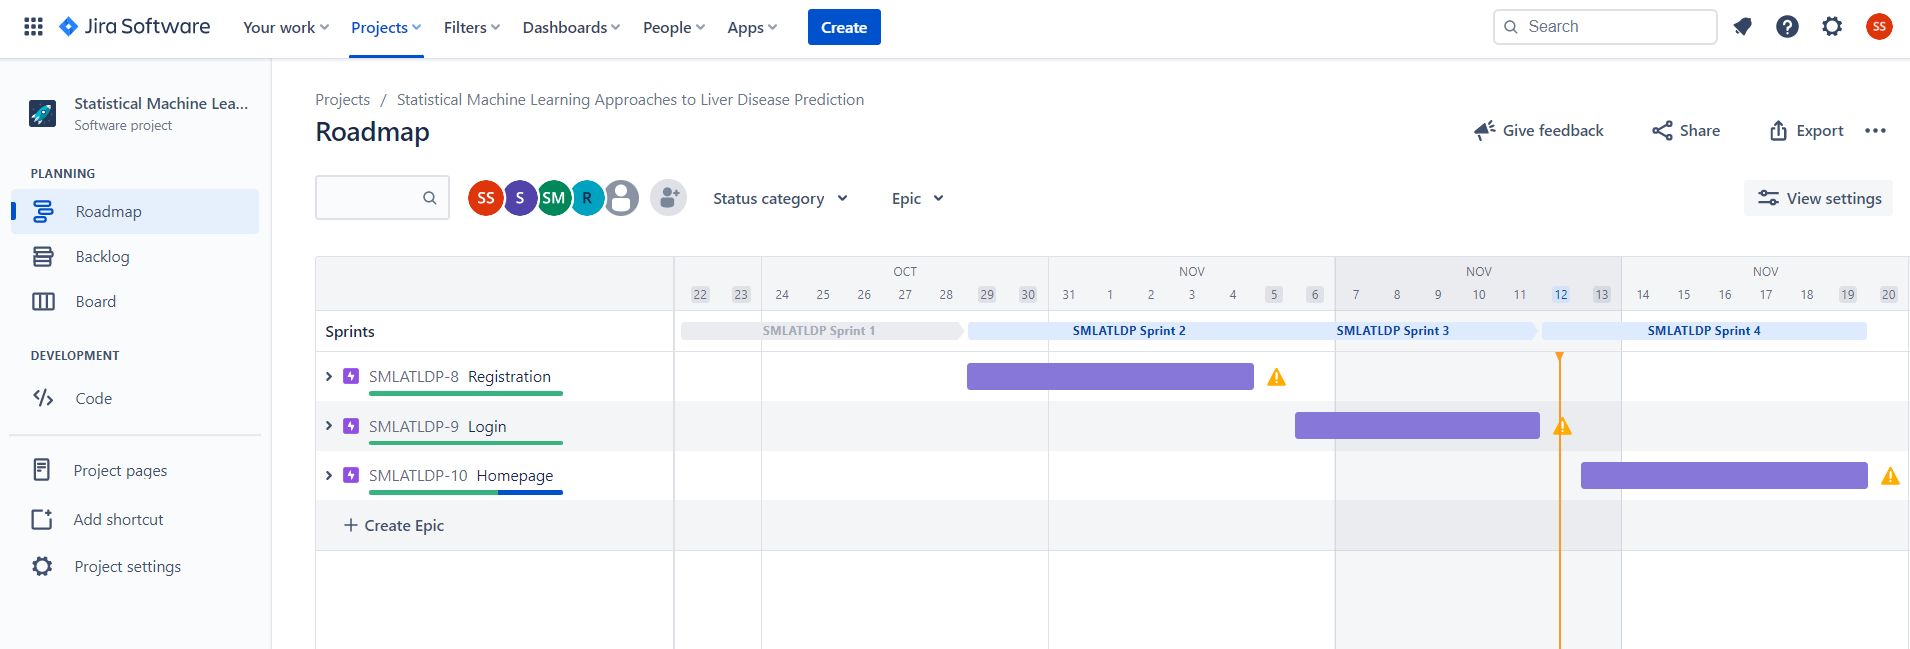 Jira Software Your work Projects Filters Dashboards People Apps Create Search SS
Statistical Machine Lea...
Software project
PLANNING
Roadmap
Backlog
Board
DEVELOPMENT
Code
Project pages
Add shortcut
Project settings
Projects / Statistical Machine Learning Approaches to Liver Disease Prediction
Roadmap
Give feedback Share Export
SS S SM R Status category Epic View settings
OCT NOV NOV NOV
22 23 24 25 26 27 28 29 30 31 1 2 3 4 5 6 7 8 9 10 11 12 13 14 15 16 17 18 19 20
Sprints SMLATLDP Sprint 1 SMLATLDP Sprint 2 SMLATLDP Sprint 3 SMLATLDP Sprint 4
SMLATLDP-8 Registration
SMLATLDP-9 Login
SMLATLDP-10 Homepage
+ Create Epic